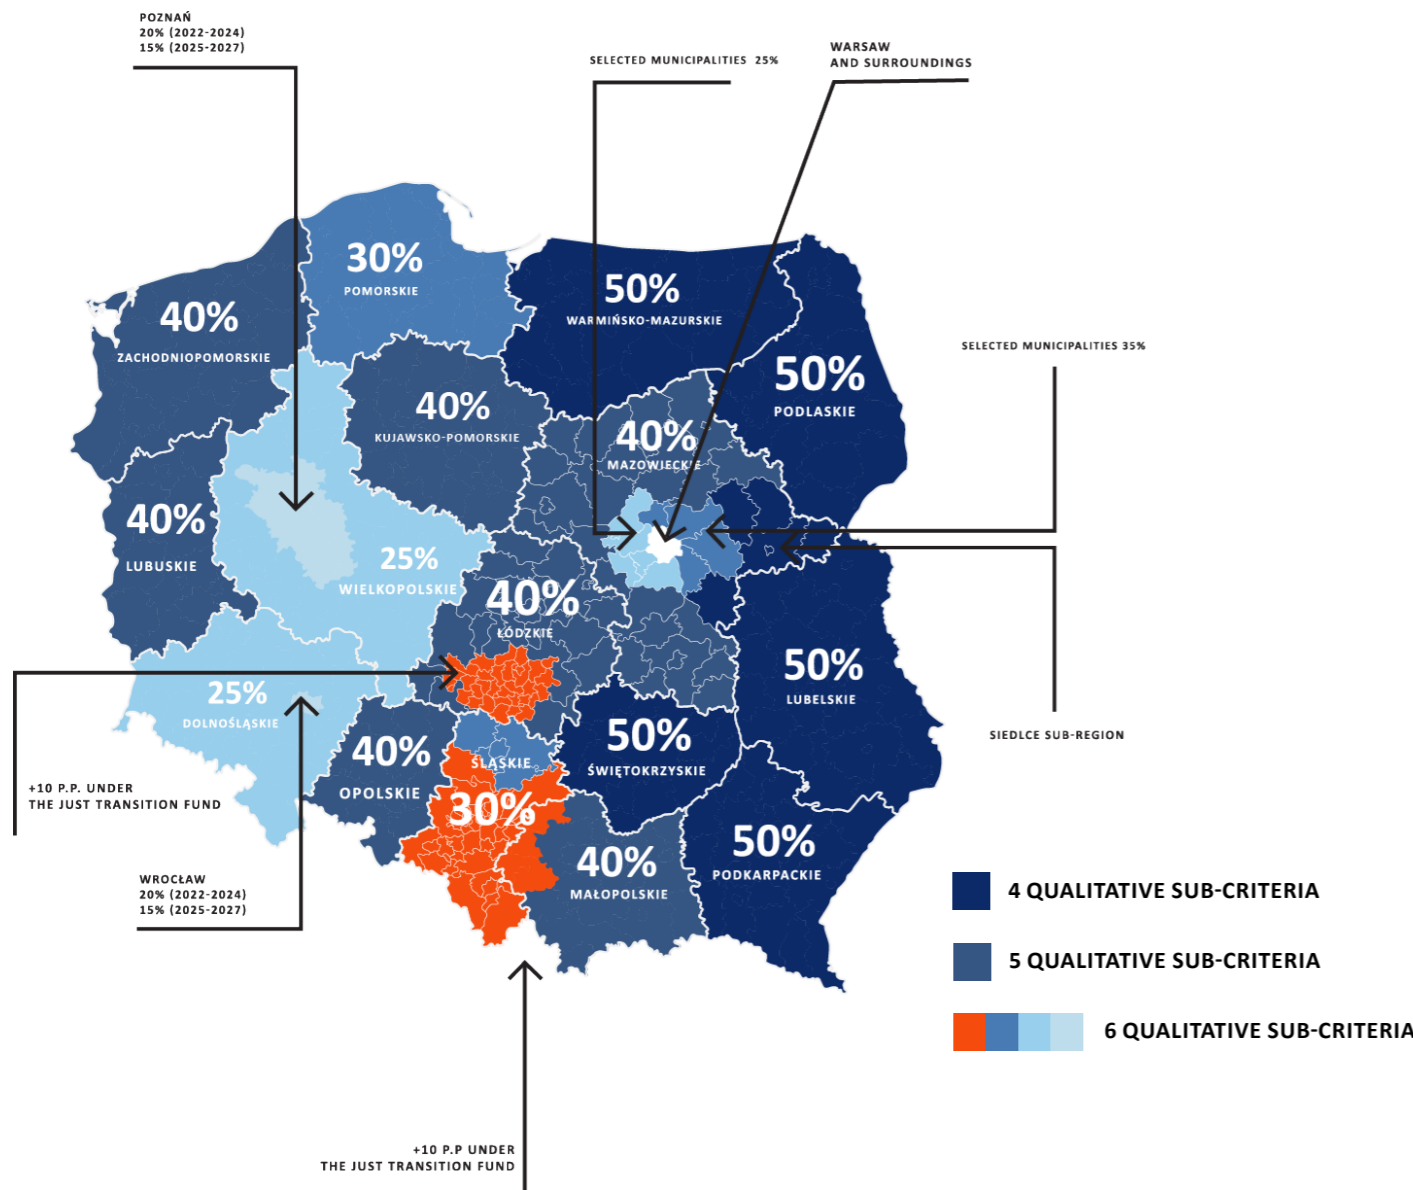 POZNAŃ
20% (2022-2024)
15% (2025-2027)
SELECTED MUNICIPALITIES 25%
WARSAW
AND SURROUNDINGS
30%
POMORSKIE
50%
WARMIŃSKO-MAZURSKIE
40%
ZACHODNIOPOMORSKIE
SELECTED MUNICIPALITIES 35%
50%
PODLASKIE
40%
KUJAWSKO-POMORSKIE
40%
MAZOWIECKIE
40%
LUBUSKIE
25%
WIELKOPOLSKIE
40%
ŁÓDZKIE
50%
LUBELSKIE
25%
DOLNOŚLĄSKIE
SIEDLCE SUB-REGION
50%
ŚWIĘTOKRZYSKIE
40%
OPOLSKIE
ŚLĄSKIE
30%
+10 P.P. UNDER
THE JUST TRANSITION FUND
50%
PODKARPACKIE
40%
MAŁOPOLSKIE
WROCŁAW
20% (2022-2024)
15% (2025-2027)
4 QUALITATIVE SUB-CRITERIA
5 QUALITATIVE SUB-CRITERIA
6 QUALITATIVE SUB-CRITERIA
+10 P.P UNDER
THE JUST TRANSITION FUND